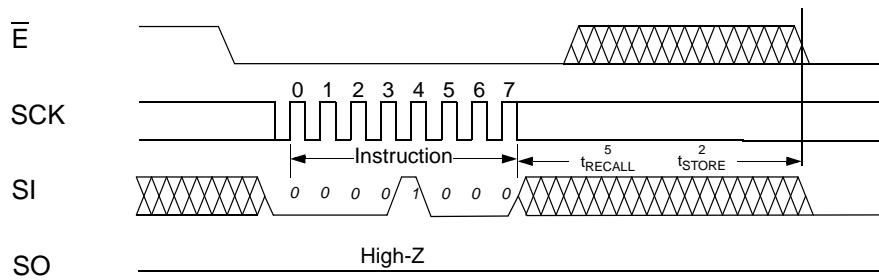 E
SCK
0 1 2 3 4 5 6 7
Instruction
5 2
tRECALL tSTORE
SI
0 0 0 0 1 0 0 0
High-Z
SO